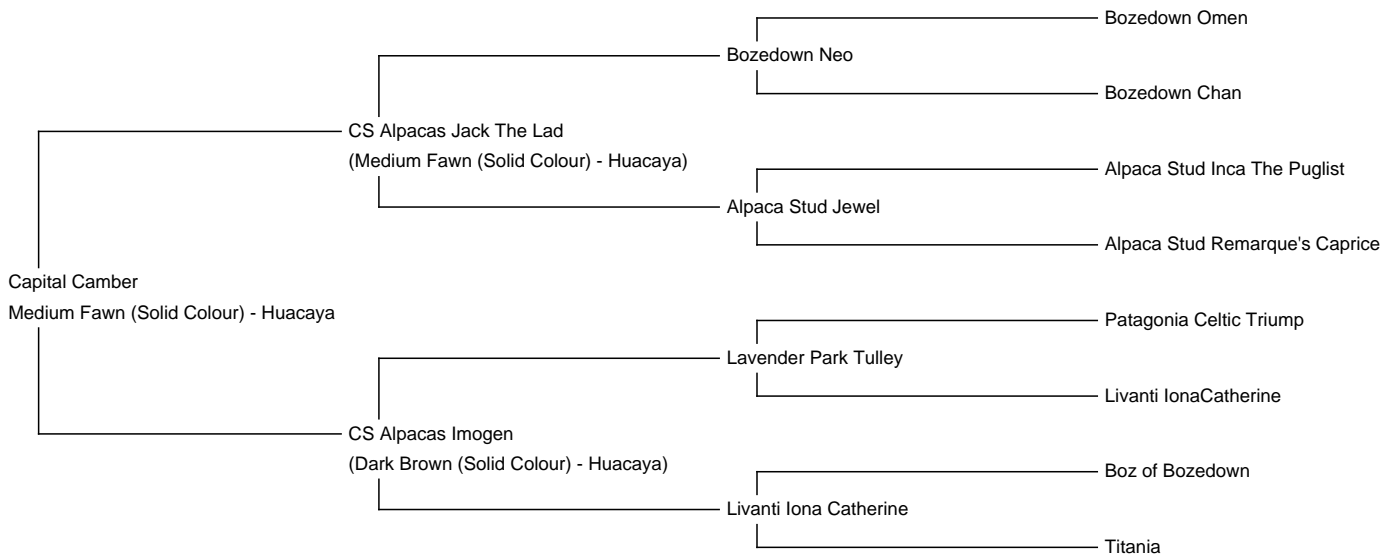 Bozedown Omen
Bozedown Neo
Bozedown Chan
CS Alpacas Jack The Lad
(Medium Fawn (Solid Colour) - Huacaya)
Alpaca Stud Inca The Puglist
Alpaca Stud Jewel
Alpaca Stud Remarque's Caprice
Capital Camber
Medium Fawn (Solid Colour) - Huacaya
Patagonia Celtic Triump
Lavender Park Tulley
Livanti IonaCatherine
CS Alpacas Imogen
(Dark Brown (Solid Colour) - Huacaya)
Boz of Bozedown
Livanti Iona Catherine
Titania